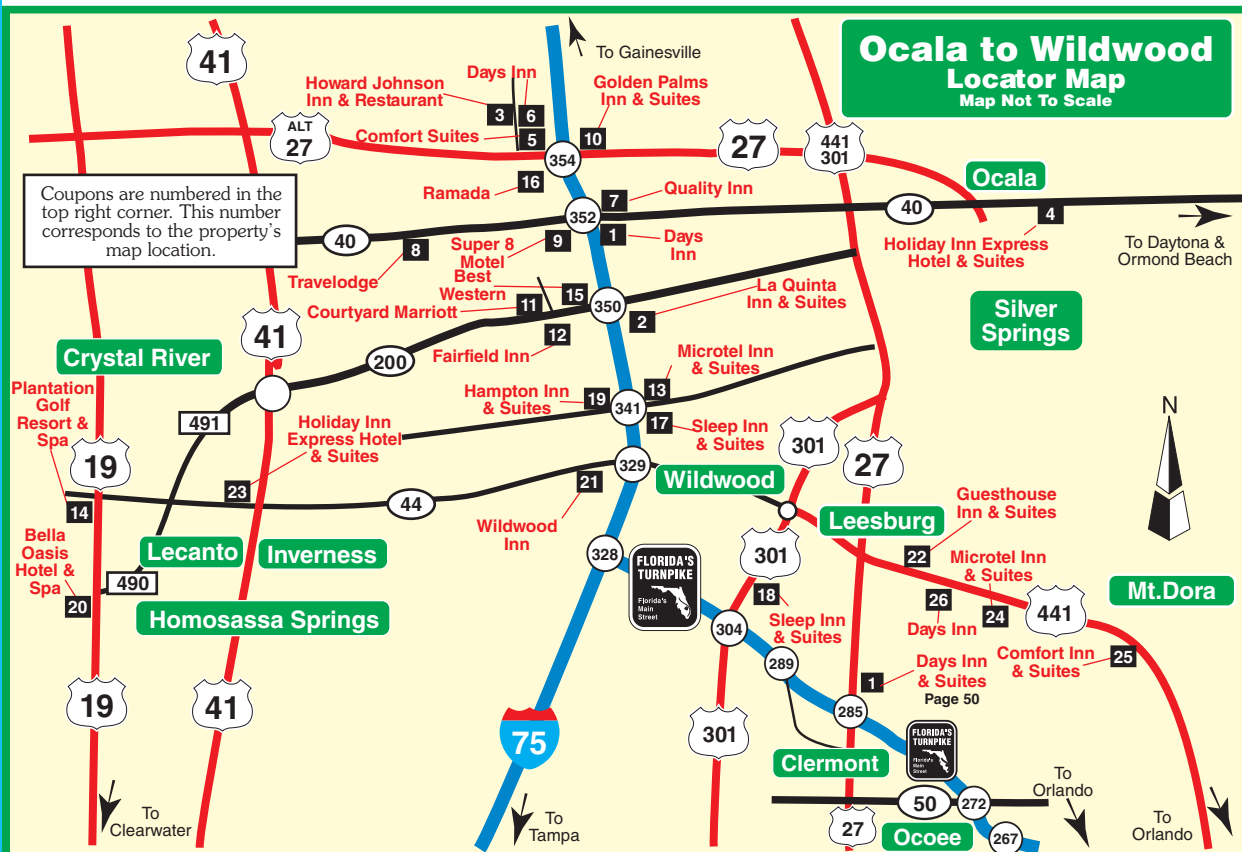 Ocala to Wildwood
Locator Map
Map Not To Scale
To Gainesville
41
Howard Johnson
Inn & Restaurant
3
Days Inn
6
Golden Palms
Inn & Suites
10
Comfort Suites
5
ALT
27
354
27
441
301
Ocala
Coupons are numbered in the
top right corner. This number
corresponds to the property's
map location.
Ramada
16
7
Quality Inn
352
40
4
40
8
Travelodge
Super 8
Motel
9
1
Days
Inn
Holiday Inn Express
Hotel & Suites
To Daytona &
Ormond Beach
Best
Western
15
Courtyard Marriott
11
350
2
La Quinta
Inn & Suites
Silver
Springs
12
Fairfield Inn
41
200
Crystal River
Microtel Inn
& Suites
13
Plantation
Golf
Resort &
Spa
Hampton Inn
& Suites
19
341
17
Sleep Inn
& Suites
N
491
Holiday Inn
Express Hotel
& Suites
301
27
19
23
329
Wildwood
14
44
21
Wildwood
Inn
Guesthouse
Inn & Suites
22
Leesburg
Lecanto
Inverness
328
301
Bella
Oasis
Hotel &
Spa
20
490
FLORIDA'S
TURNPIKE
Florida's
Main
Street
Microtel Inn
& Suites
24
26
Days Inn
441
Mt.Dora
Homosassa Springs
18
Sleep Inn
& Suites
304
289
Comfort Inn
& Suites
25
1
Days Inn
& Suites
Page 50
19
41
75
301
285
FLORIDA'S
TURNPIKE
Florida's
Main
Street
Clermont
To
Orlando
50
272
To
Clearwater
To
Tampa
27
Ocoee
267
To
Orlando